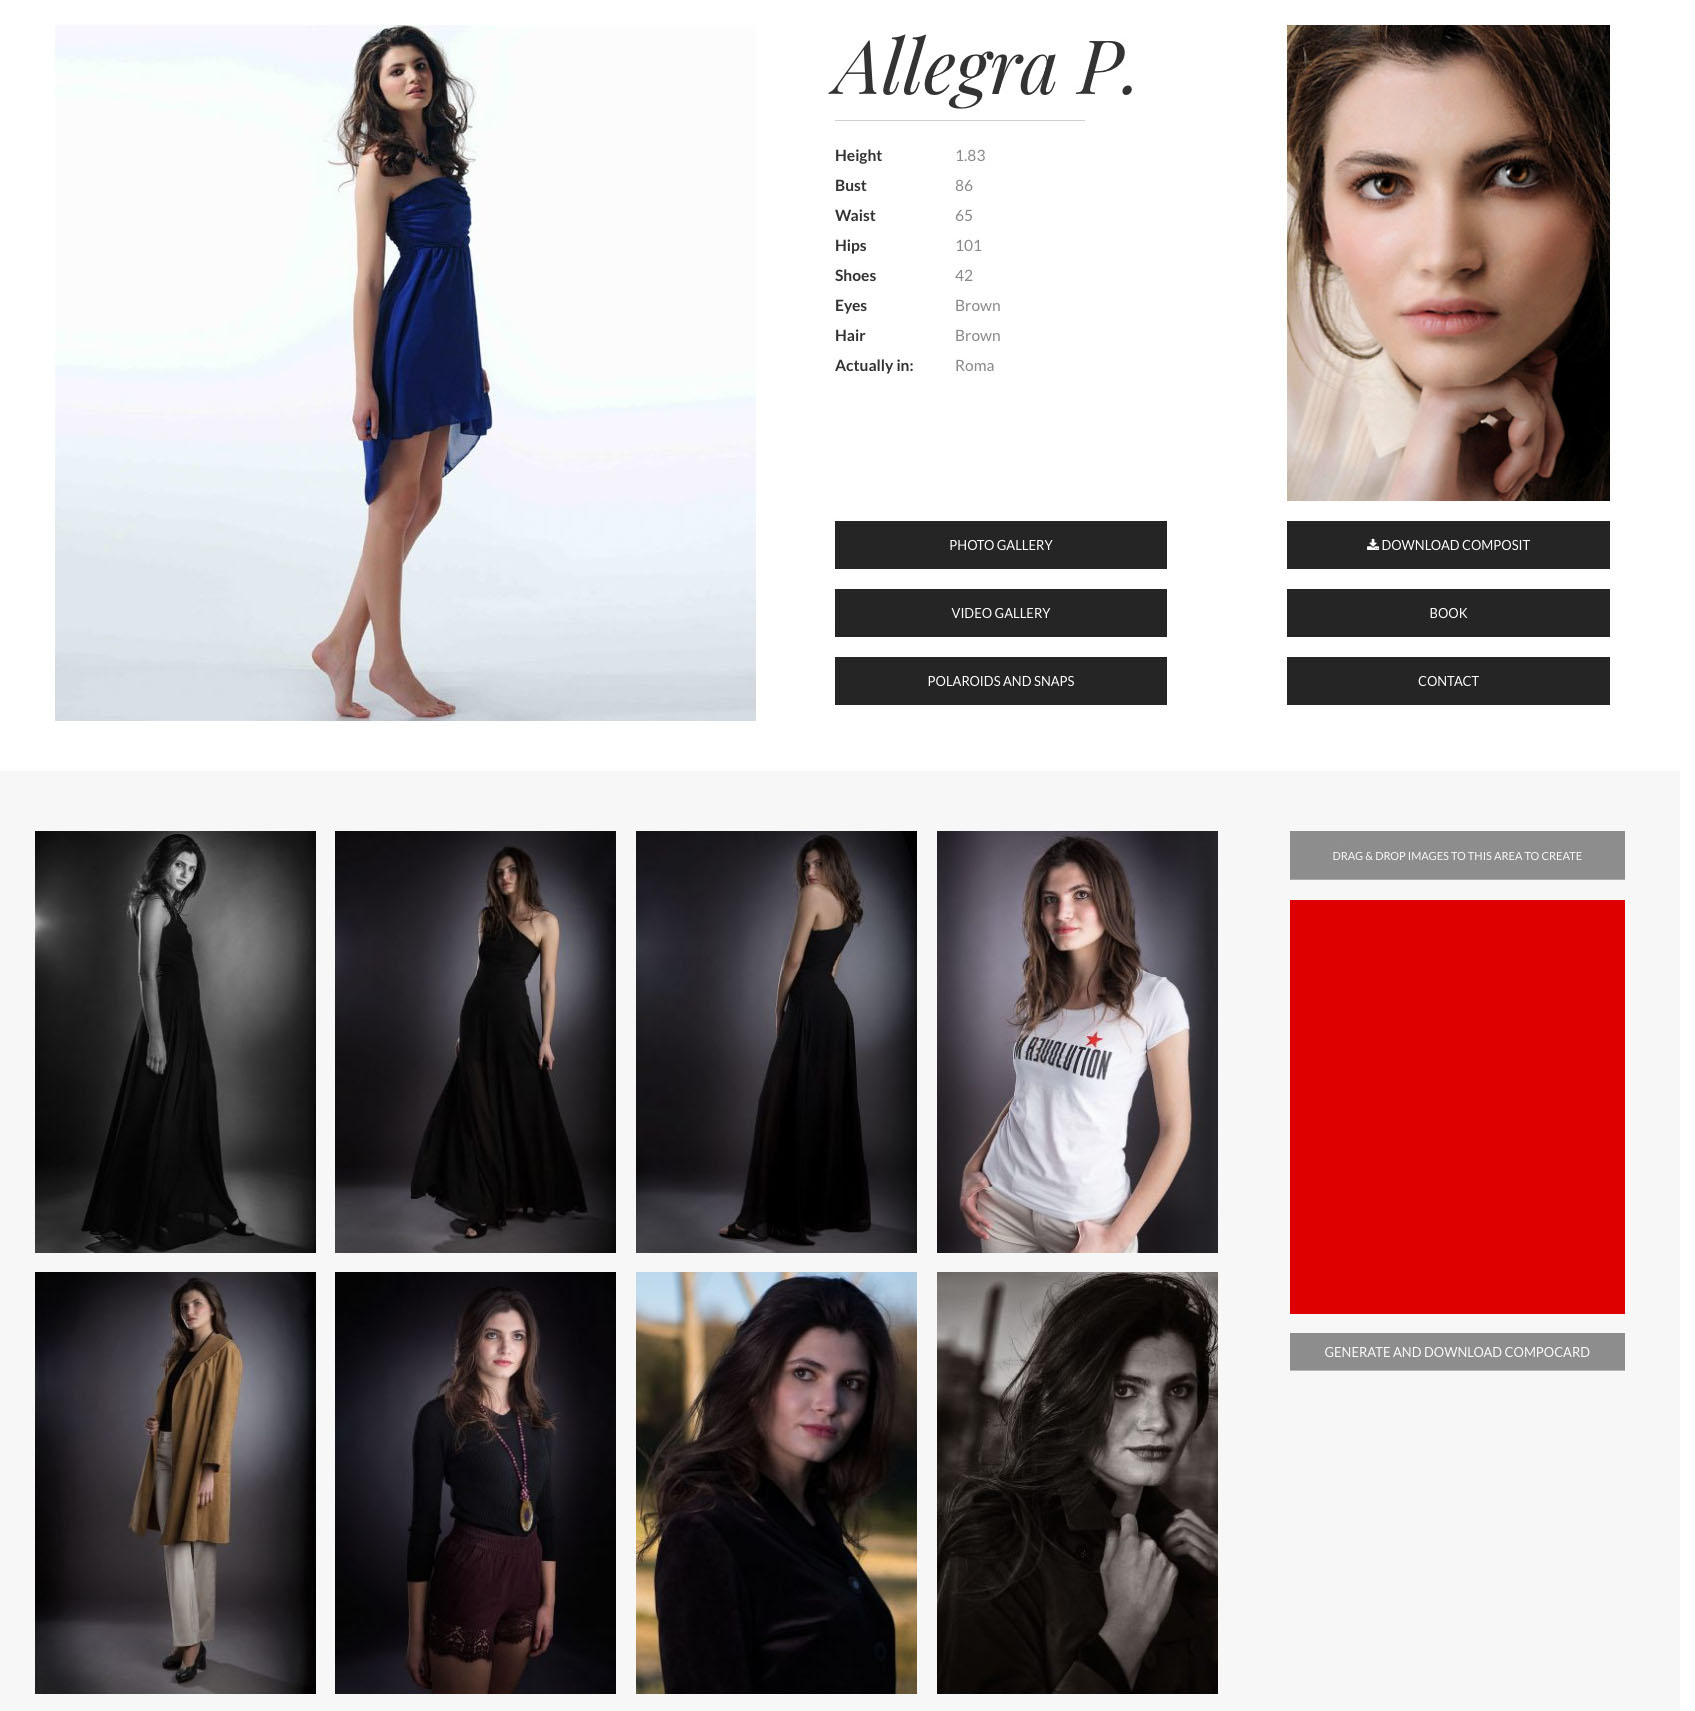 Allegra P.
Height 1.83
Bust 86
Waist 65
Hips 101
Shoes 42
Eyes Brown
Hair Brown
Actually in: Roma
PHOTO GALLERY
VIDEO GALLERY
POLAROIDS AND SNAPS
DOWNLOAD COMPOSIT
BOOK
CONTACT
REVOLUTION
DRAG & DROP IMAGES TO THIS AREA TO CREATE
GENERATE AND DOWNLOAD COMPOCARD